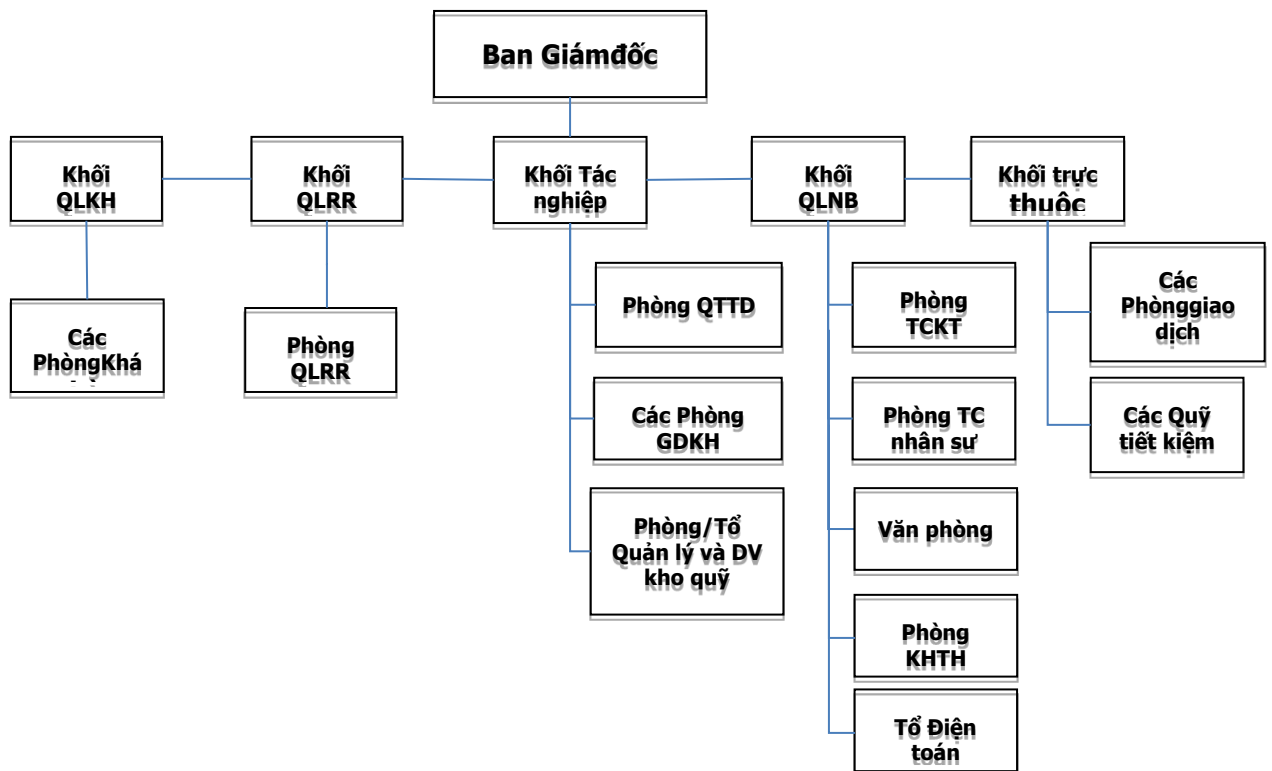 Ban Giámđốc
Khối
QLKH
Khối
QLRR
Khối Tác
nghiệp
Khối
QLNB
Khối trực
thuộc
Các
PhòngKhá
Phòng
QLRR
Phòng QTTD
Các Phòng
GDKH
Phòng/Tổ
Quản lý và DV
kho quỹ
Phòng
TCKT
Phòng TC
nhân sư
Văn phòng
Phòng
KHTH
Tổ Điện
toán
Các
Phònggiao
dịch
Các Quỹ
tiết kiệm